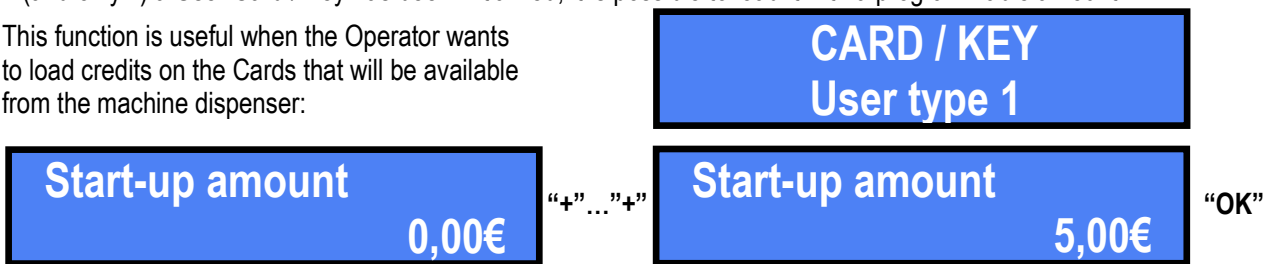 This function is useful when the Operator wants
to load credits on the Cards that will be available
from the machine dispenser:
CARD / KEY
User type 1
Start-up amount
0,00€
“+”…”+”
Start-up amount
5,00€
“OK”